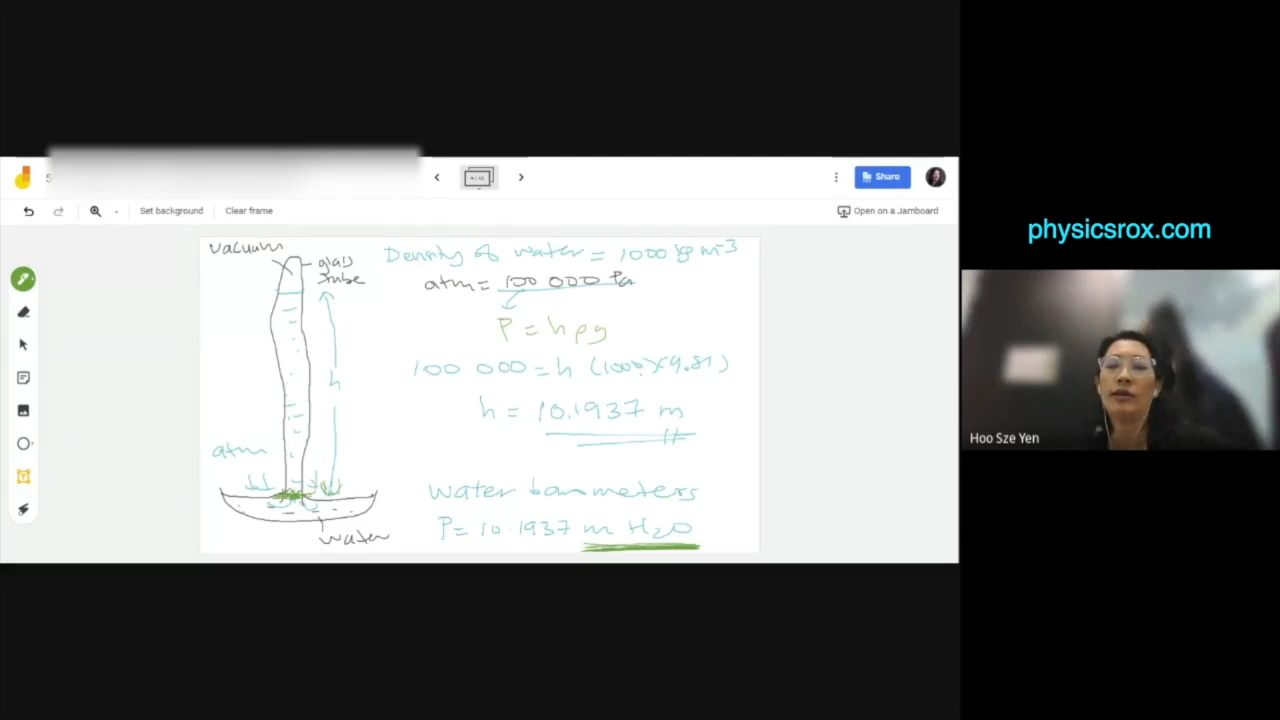 5
Share
Set background
Clear frame
Open on a Jamboard
vacuum
glass
tube
h
atm
water
Density of water = 1000 kg m-3
atm = 100 000 Pa
P = hρg
100 000 = h (1000)(9.81)
h = 10.1937 m
water barometers
P = 10.1937 m H2O
physicsrox.com
Hoo Sze Yen